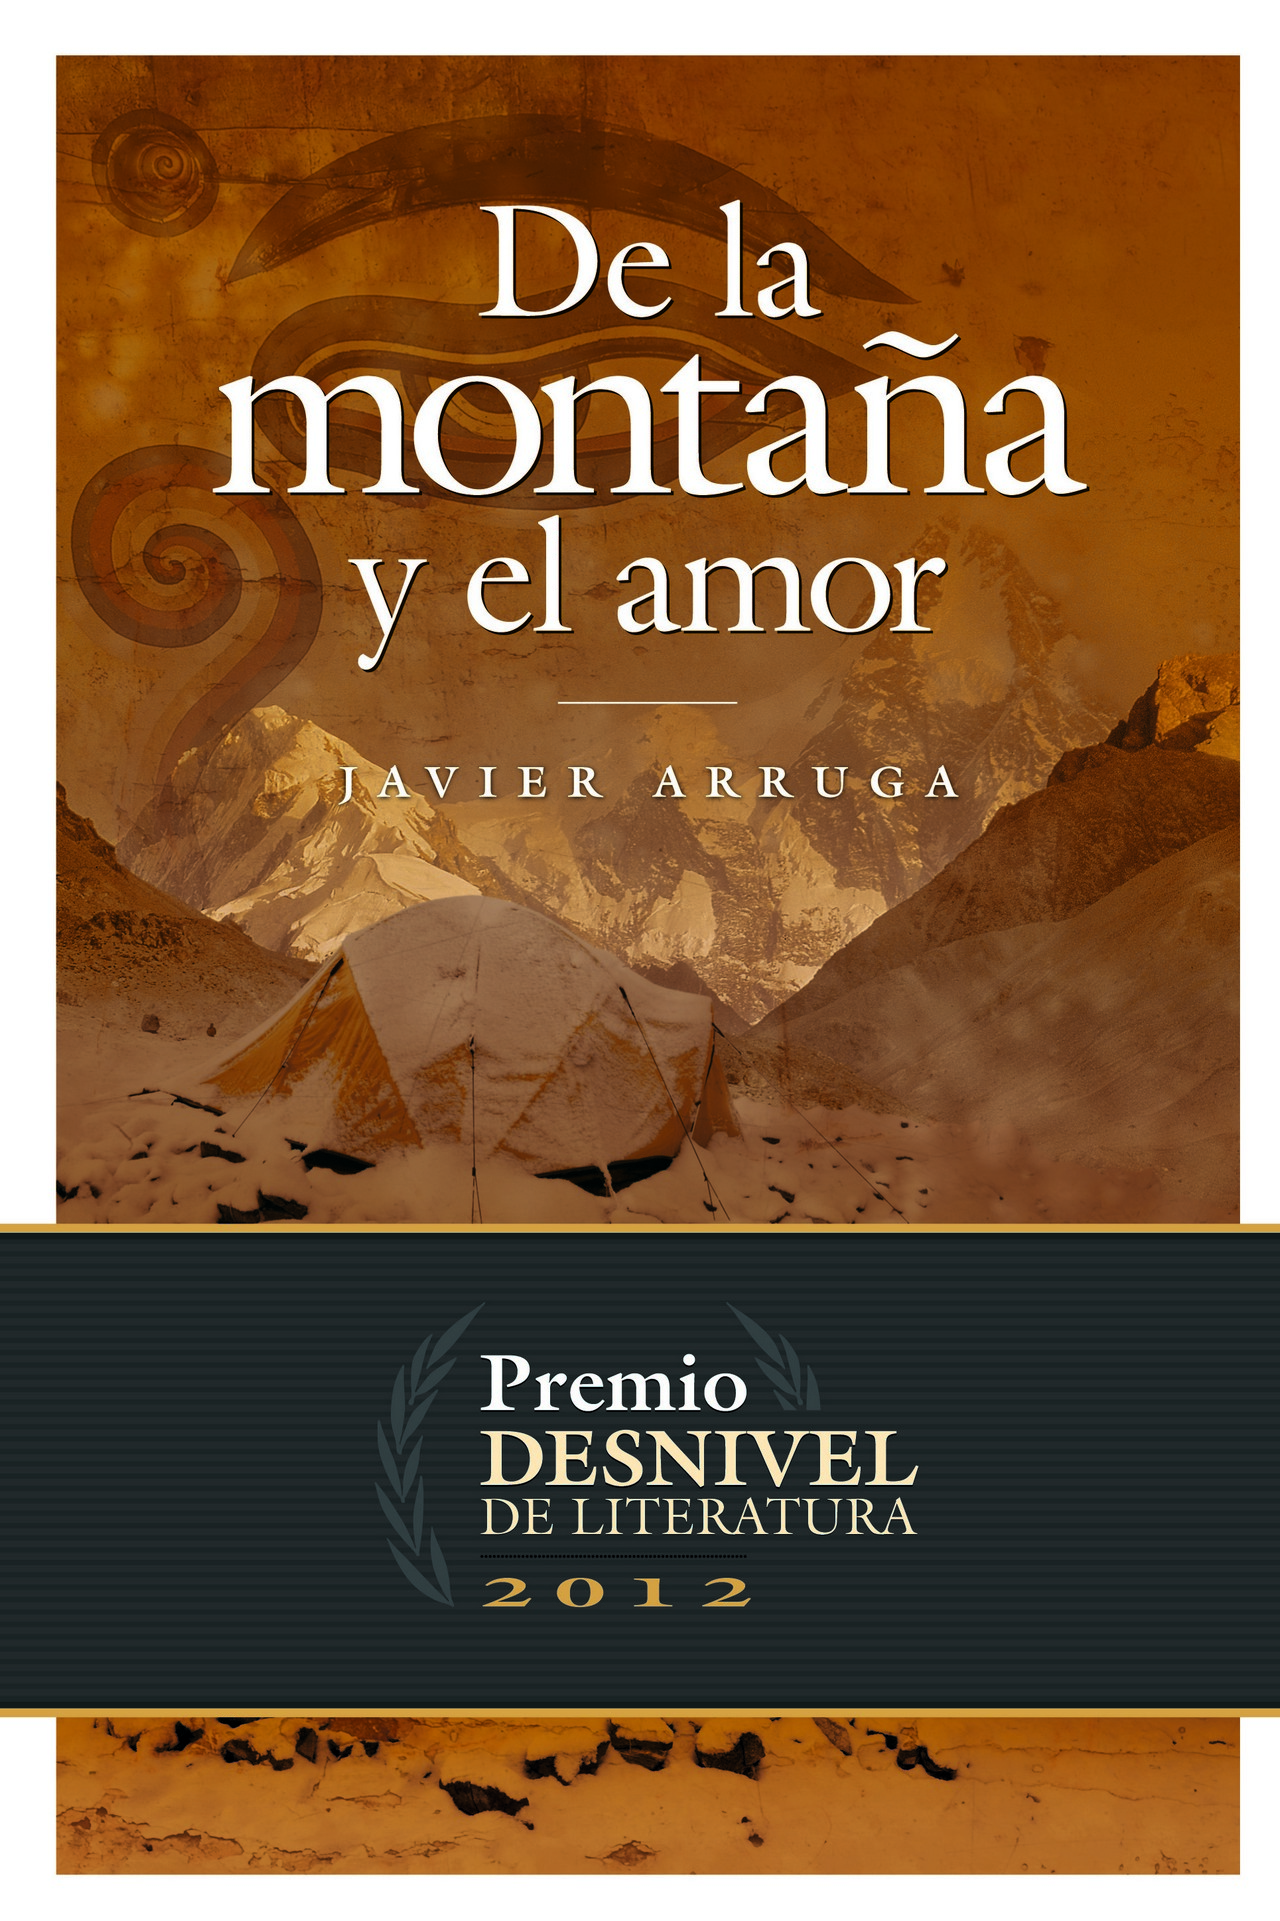 De la
montaña
y el amor
JAVIER ARRUGA
Premio
DESNIVEL
DE LITERATURA
2012